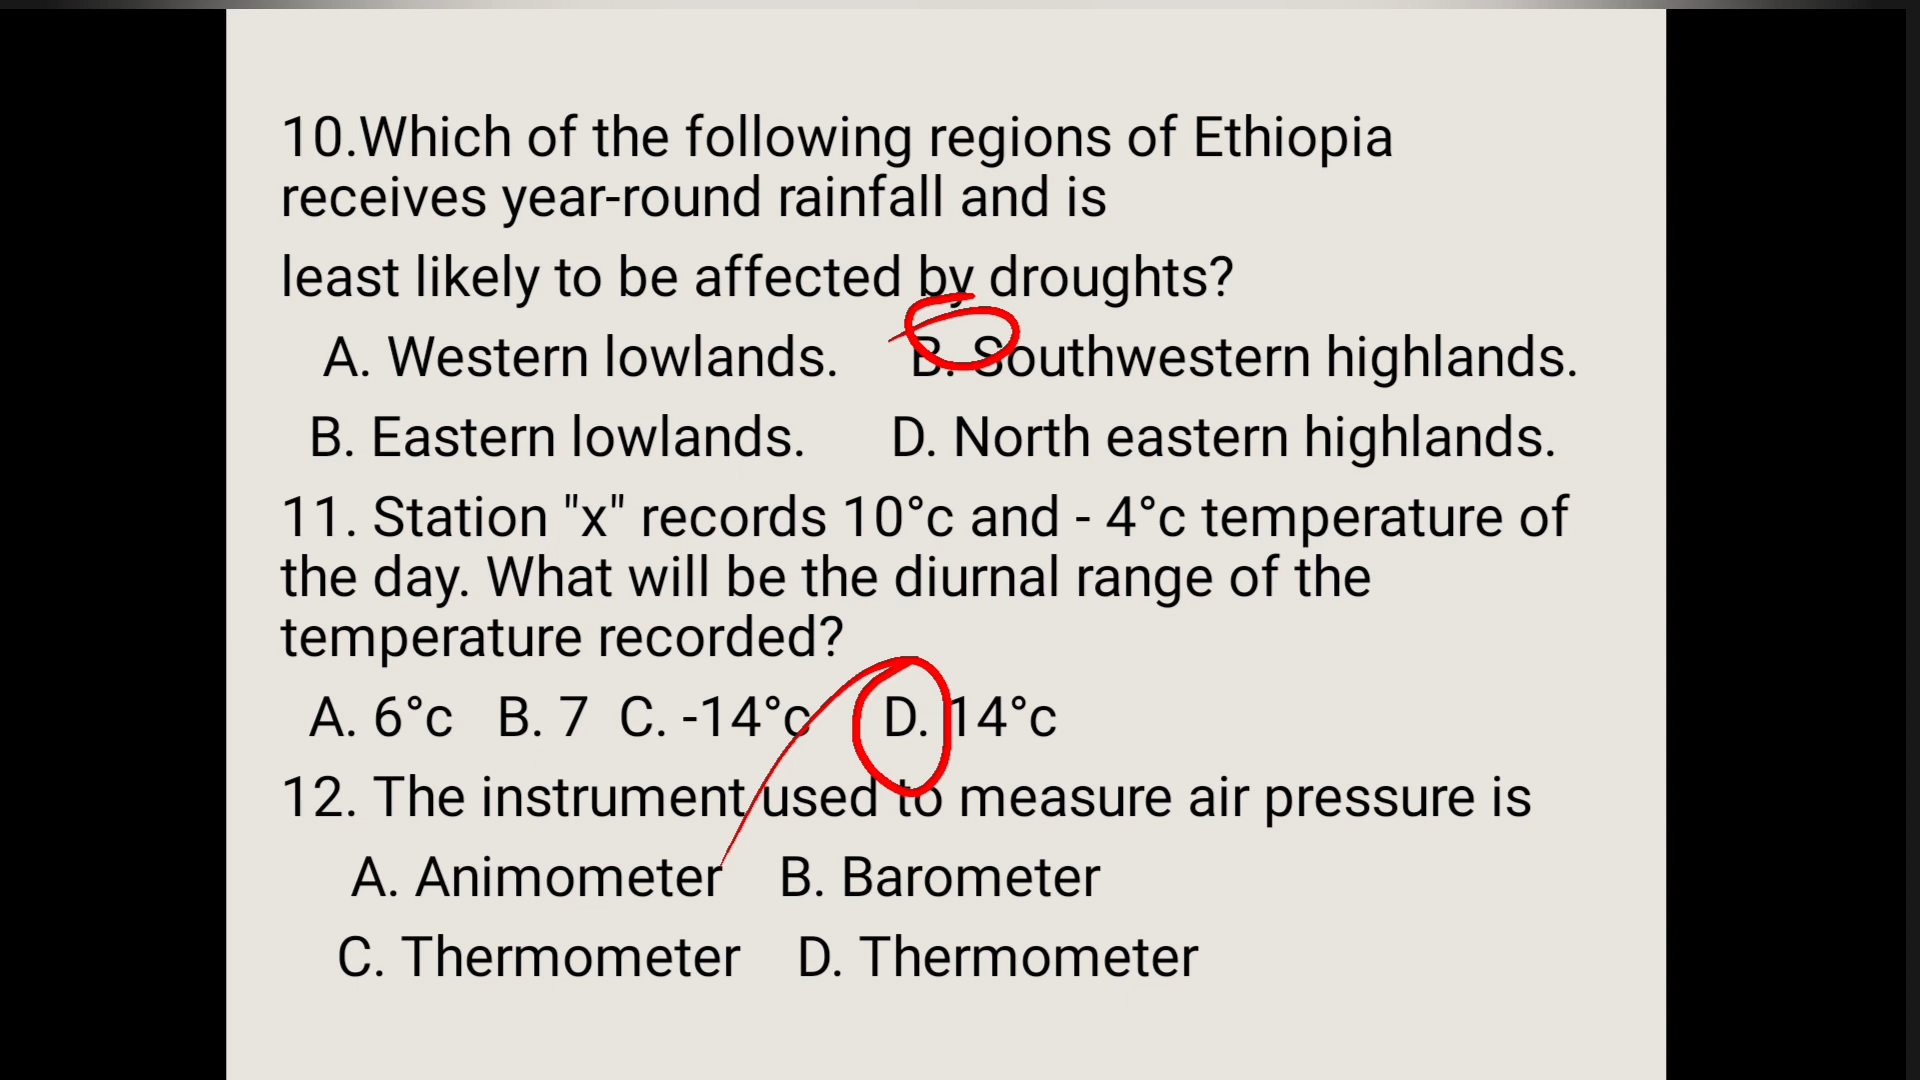 10.Which of the following regions of Ethiopia
receives year-round rainfall and is
least likely to be affected by droughts?
A. Western lowlands. B. Southwestern highlands.
B. Eastern lowlands. D. North eastern highlands.
11. Station "x" records 10°c and - 4°c temperature of
the day. What will be the diurnal range of the
temperature recorded?
A. 6°c B. 7 C. -14°c D. 14°c
12. The instrument used to measure air pressure is
A. Animometer B. Barometer
C. Thermometer D. Thermometer